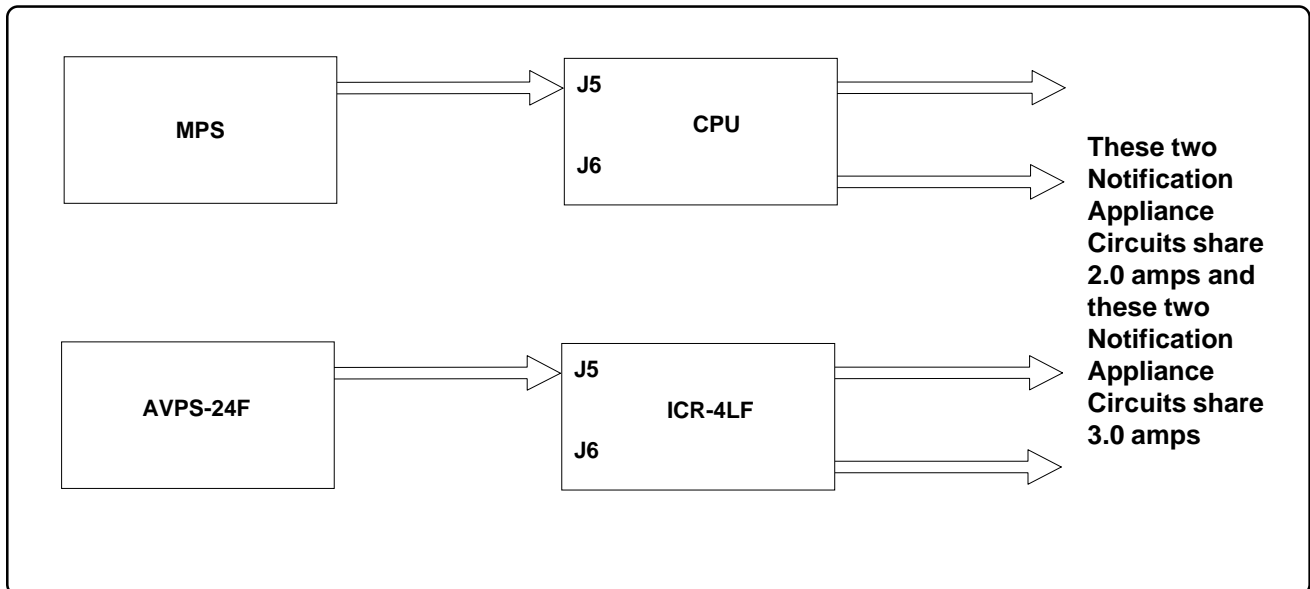 MPS
J5
CPU
J6
These two
Notification
Appliance
Circuits share
2.0 amps and
these two
Notification
Appliance
Circuits share
3.0 amps
AVPS-24F
J5
ICR-4LF
J6